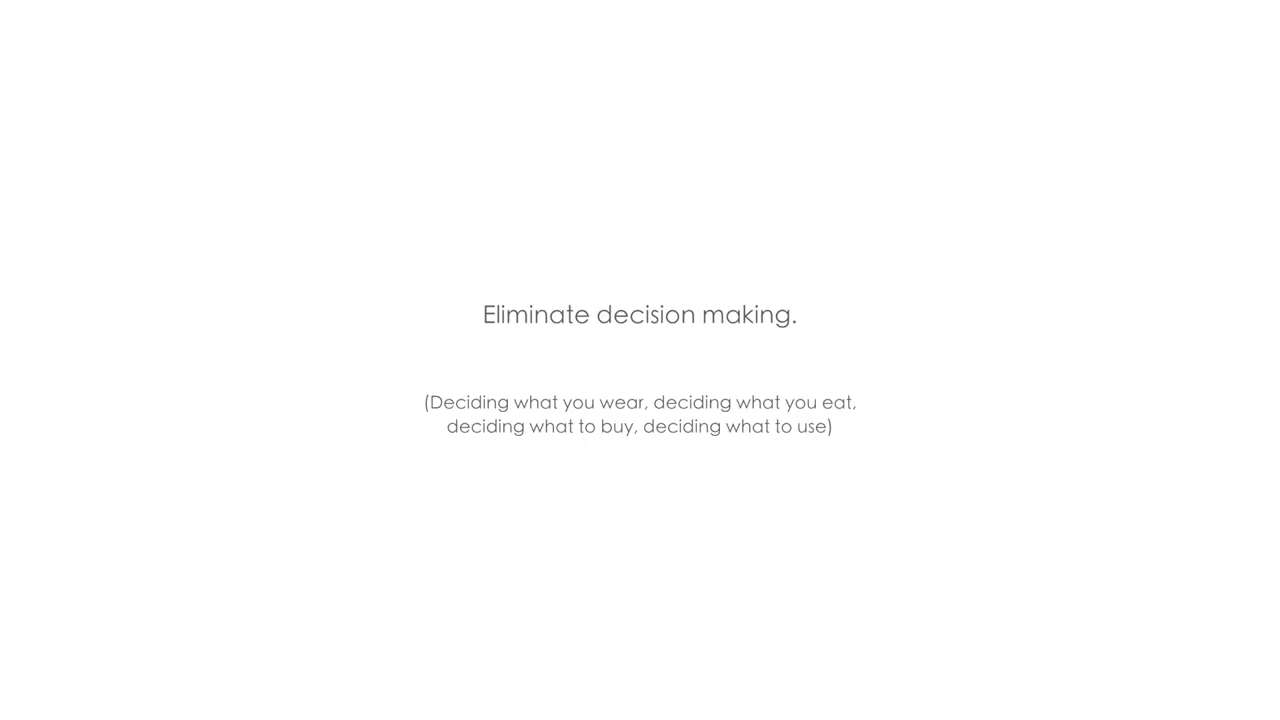 Eliminate decision making.
(Deciding what you wear, deciding what you eat,
deciding what to buy, deciding what to use)